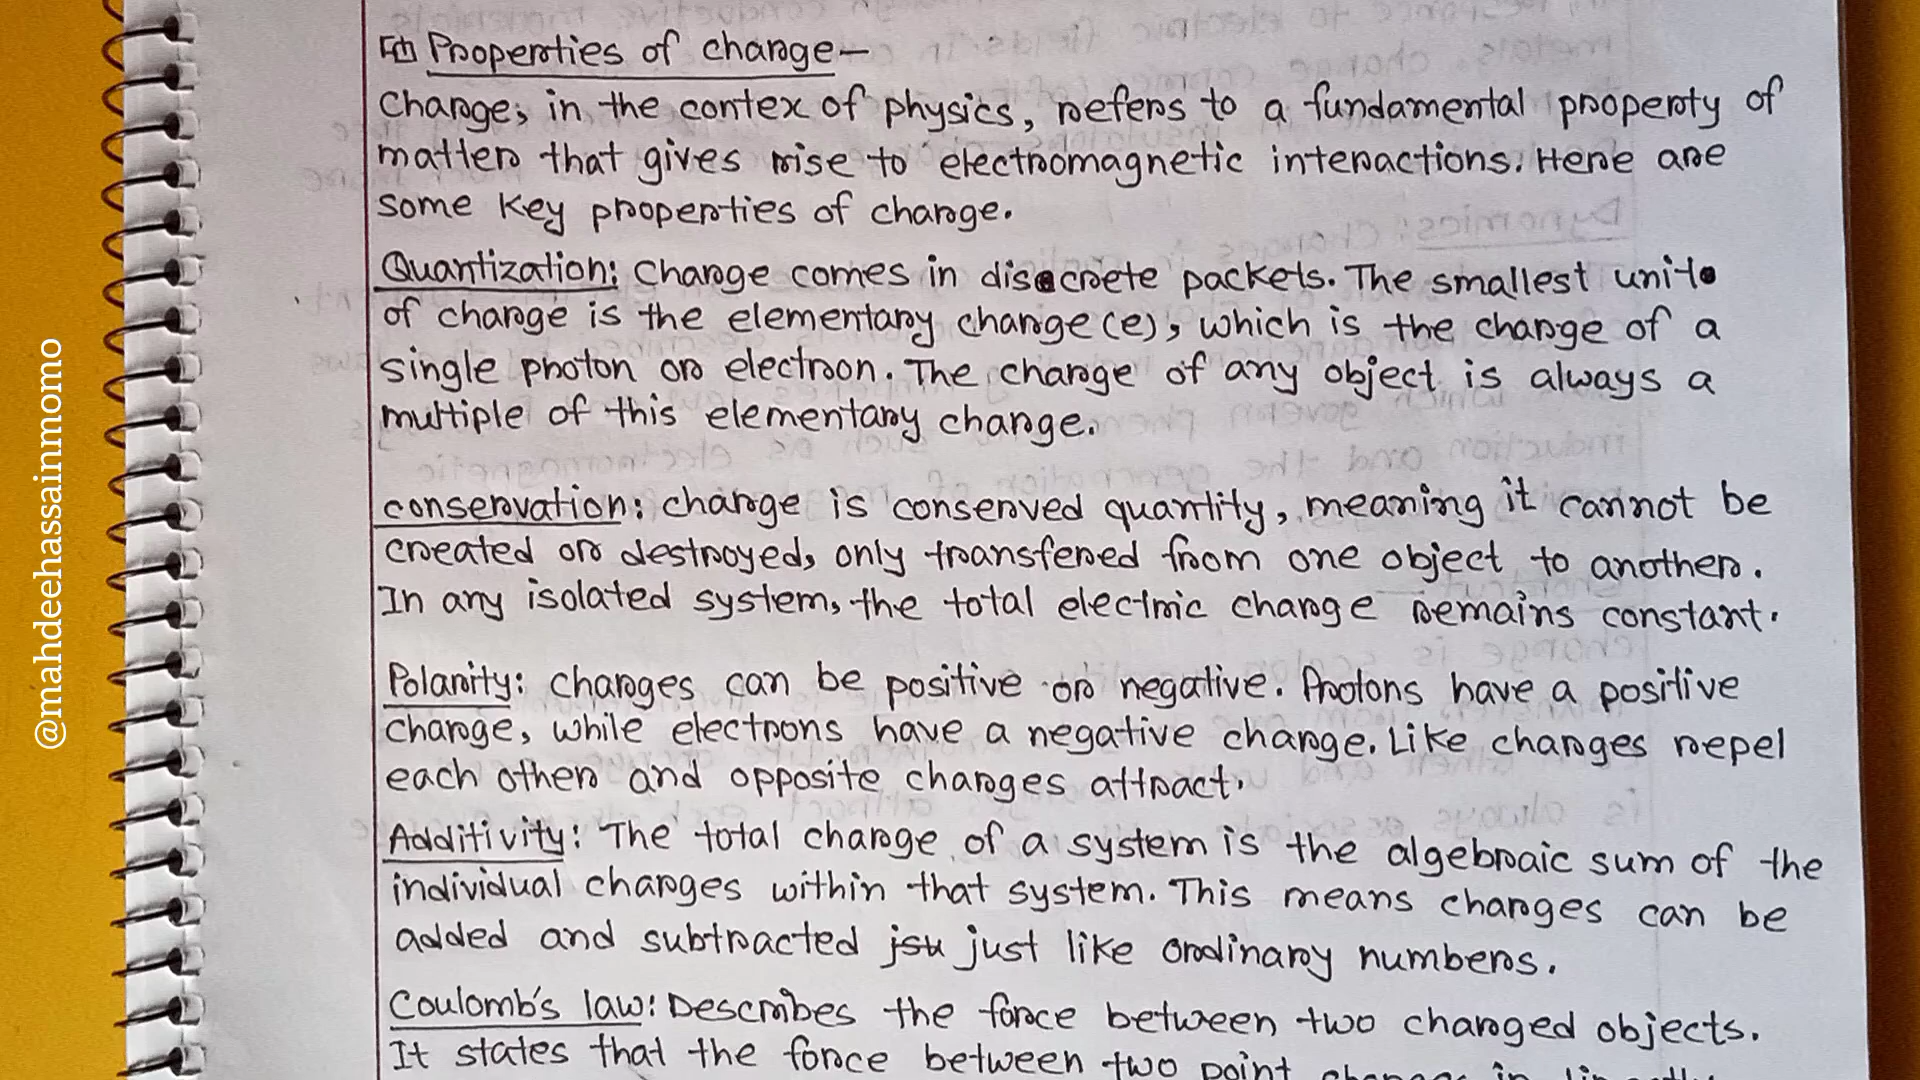 Properties of charge—
Charge, in the contex of physics, refers to a fundamental property of
matter that gives rise to electromagnetic interactions. Here are
some key properties of charge.
Quantization: Charge comes in discrete packets. The smallest unit
of charge is the elementary charge (e), which is the charge of a
single photon or electron. The charge of any object is always a
multiple of this elementary charge.
conservation: charge is conserved quantity, meaning it cannot be
created or destroyed, only transfered from one object to another.
In any isolated system, the total electric charge remains constant.
Polarity: charges can be positive or negative. Protons have a positive
charge, while electrons have a negative charge. Like charges repel
each other and opposite charges attract.
Additivity: The total charge of a system is the algebraic sum of the
individual charges within that system. This means charges can be
added and subtracted jsu just like ordinary numbers.
Coulomb's law: Describes the force between two charged objects.
It states that the force between two point
@mahdeehassainmomo